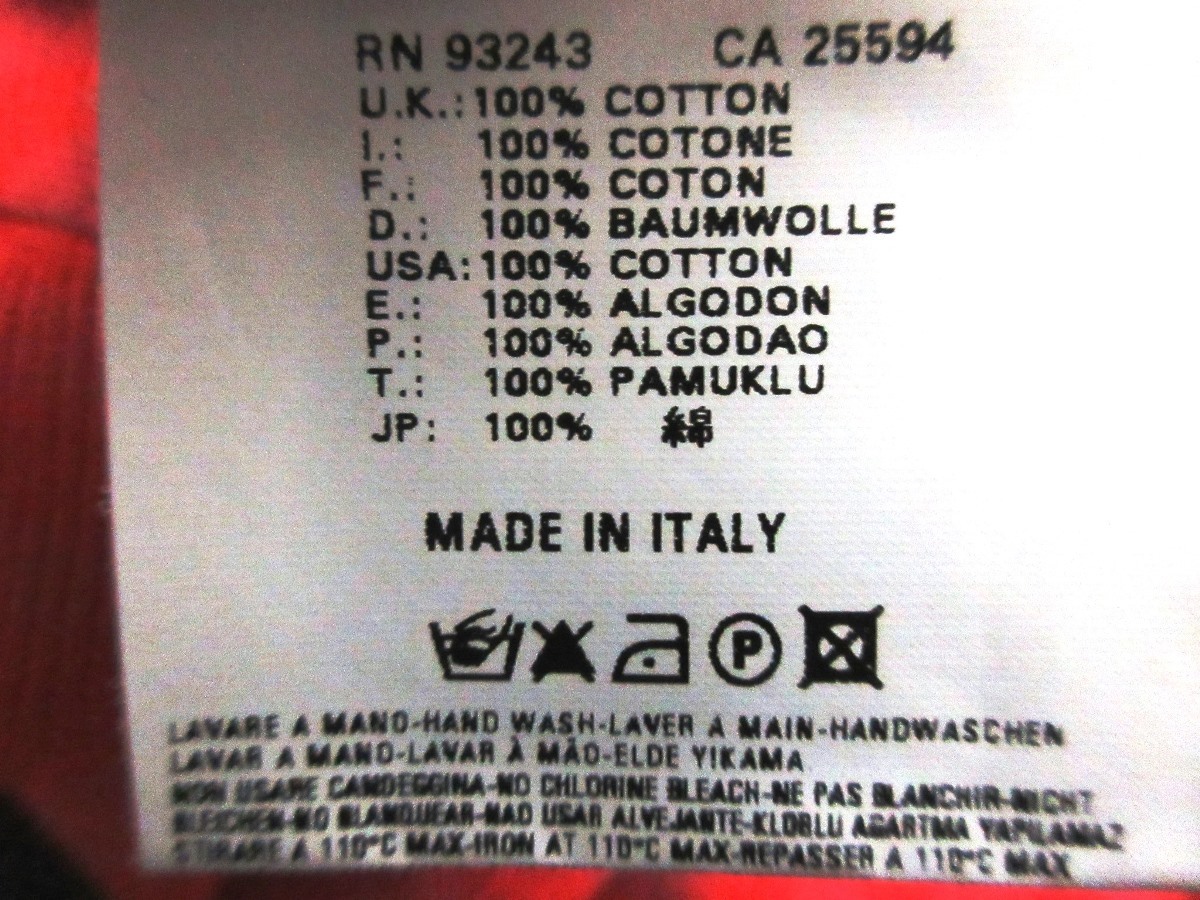 RN 93243 CA 25594
U.K.: 100% COTTON
I.: 100% COTONE
F.: 100% COTON
D.: 100% BAUMWOLLE
USA: 100% COTTON
E.: 100% ALGODON
P.: 100% ALGODAO
T.: 100% PAMUKLU
JP: 100% 綿
MADE IN ITALY
P
LAVARE A MANO-HAND WASH-LAVER A MAIN-HANDWASCHEN
LAVAR A MANO-LAVAR À MÃO-ELDE YIKAMA
NON USARE CANDEGGINA-NO CHLORINE BLEACH-NE PAS BLANCHIR-NICHT
BLEICHEN-NO BLANQUEAR-NAO USAR ALVEJANTE-KLORLU AGARTMA YAPILAMAZ
STIRARE A 110°C MAX-IRON AT 110°C MAX-REPASSER A 110°C MAX